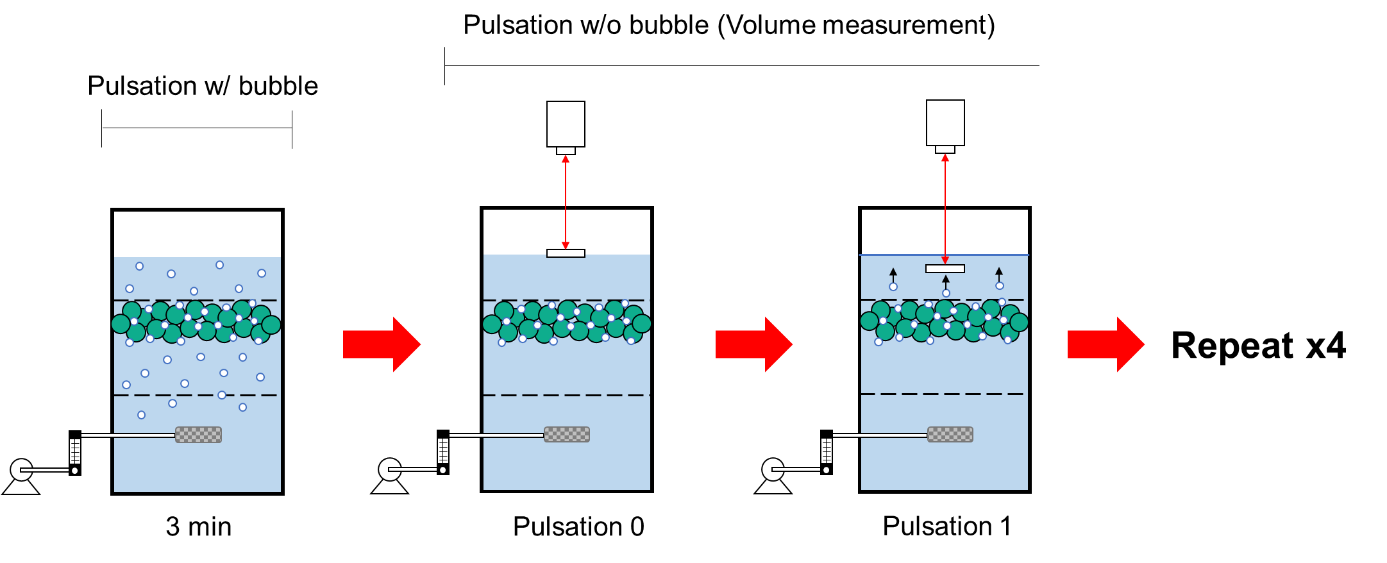 Pulsation w/o bubble (Volume measurement)
Pulsation w/ bubble
Repeat x4
3 min
Pulsation 0
Pulsation 1